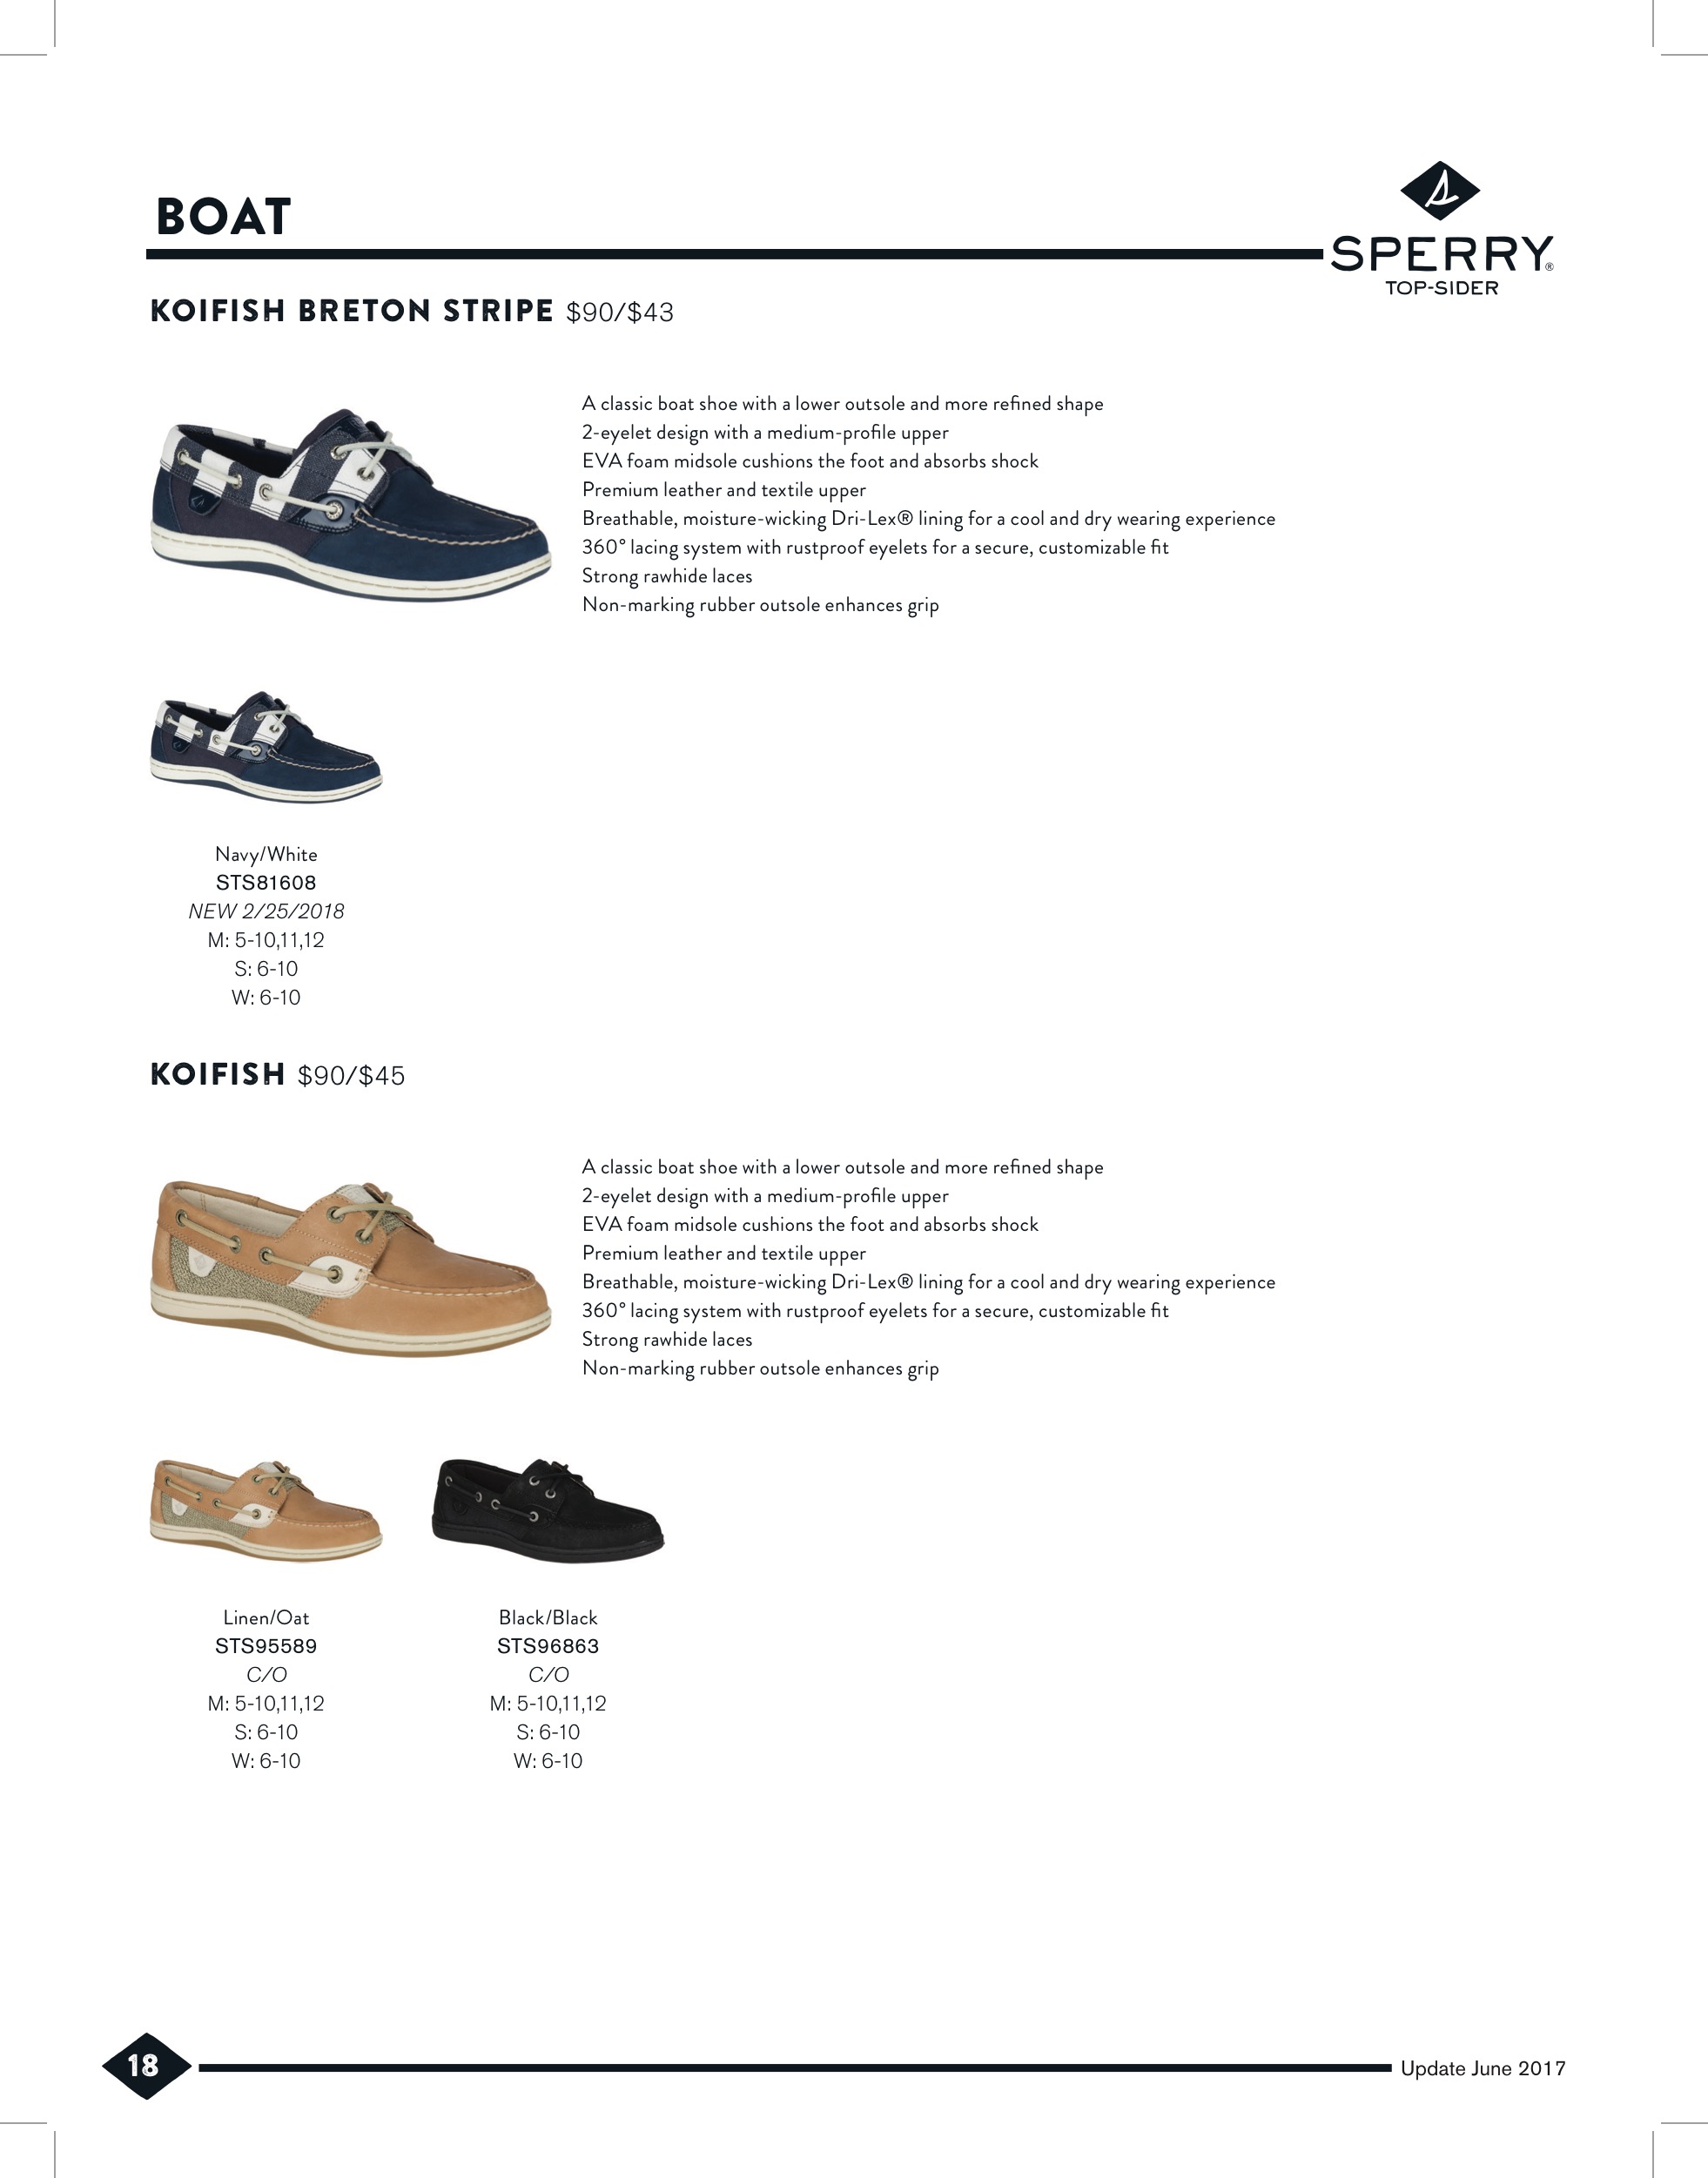 BOAT
SPERRY®
TOP-SIDER
KOIFISH BRETON STRIPE $90/$43
A classic boat shoe with a lower outsole and more refined shape
2-eyelet design with a medium-profile upper
EVA foam midsole cushions the foot and absorbs shock
Premium leather and textile upper
Breathable, moisture-wicking Dri-Lex® lining for a cool and dry wearing experience
360° lacing system with rustproof eyelets for a secure, customizable fit
Strong rawhide laces
Non-marking rubber outsole enhances grip
Navy/White
STS81608
NEW 2/25/2018
M: 5-10,11,12
S: 6-10
W: 6-10
KOIFISH $90/$45
A classic boat shoe with a lower outsole and more refined shape
2-eyelet design with a medium-profile upper
EVA foam midsole cushions the foot and absorbs shock
Premium leather and textile upper
Breathable, moisture-wicking Dri-Lex® lining for a cool and dry wearing experience
360° lacing system with rustproof eyelets for a secure, customizable fit
Strong rawhide laces
Non-marking rubber outsole enhances grip
Linen/Oat
STS95589
C/O
M: 5-10,11,12
S: 6-10
W: 6-10
Black/Black
STS96863
C/O
M: 5-10,11,12
S: 6-10
W: 6-10
18
Update June 2017